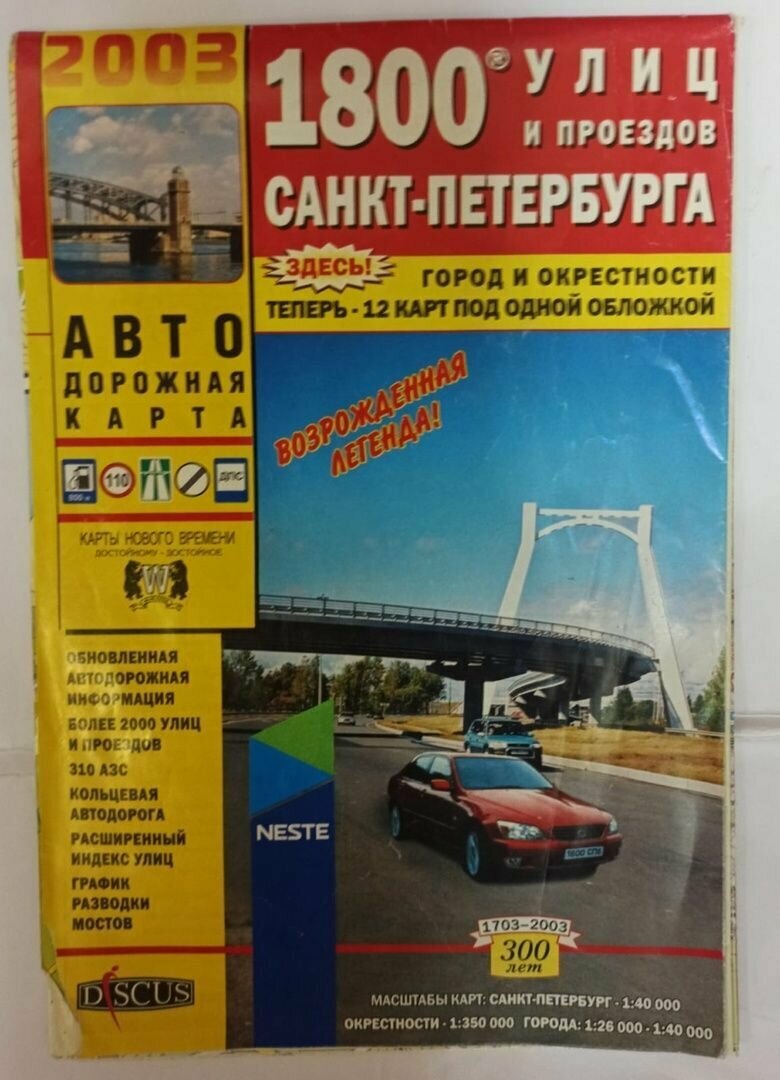 2003
1800® УЛИЦ
И ПРОЕЗДОВ
САНКТ-ПЕТЕРБУРГА
ЗДЕСЬ!
ГОРОД И ОКРЕСТНОСТИ
ТЕПЕРЬ - 12 КАРТ ПОД ОДНОЙ ОБЛОЖКОЙ
АВТО
ДОРОЖНАЯ
КАРТА
ВОЗРОЖДЕННАЯ
ЛЕГЕНДА!
800 м
110
ДПС
КАРТЫ НОВОГО ВРЕМЕНИ
ДОСТОЙНОМУ - ДОСТОЙНОЕ
W
ОБНОВЛЕННАЯ
АВТОДОРОЖНАЯ
ИНФОРМАЦИЯ
БОЛЕЕ 2000 УЛИЦ
И ПРОЕЗДОВ
310 АЗС
КОЛЬЦЕВАЯ
АВТОДОРОГА
РАСШИРЕННЫЙ
ИНДЕКС УЛИЦ
ГРАФИК
РАЗВОДКИ
МОСТОВ
NESTE
1800 СПб
1703-2003
300
лет
DISCUS
МАСШТАБЫ КАРТ: САНКТ-ПЕТЕРБУРГ - 1:40 000
ОКРЕСТНОСТИ - 1:350 000 ГОРОДА: 1:26 000 - 1:40 000